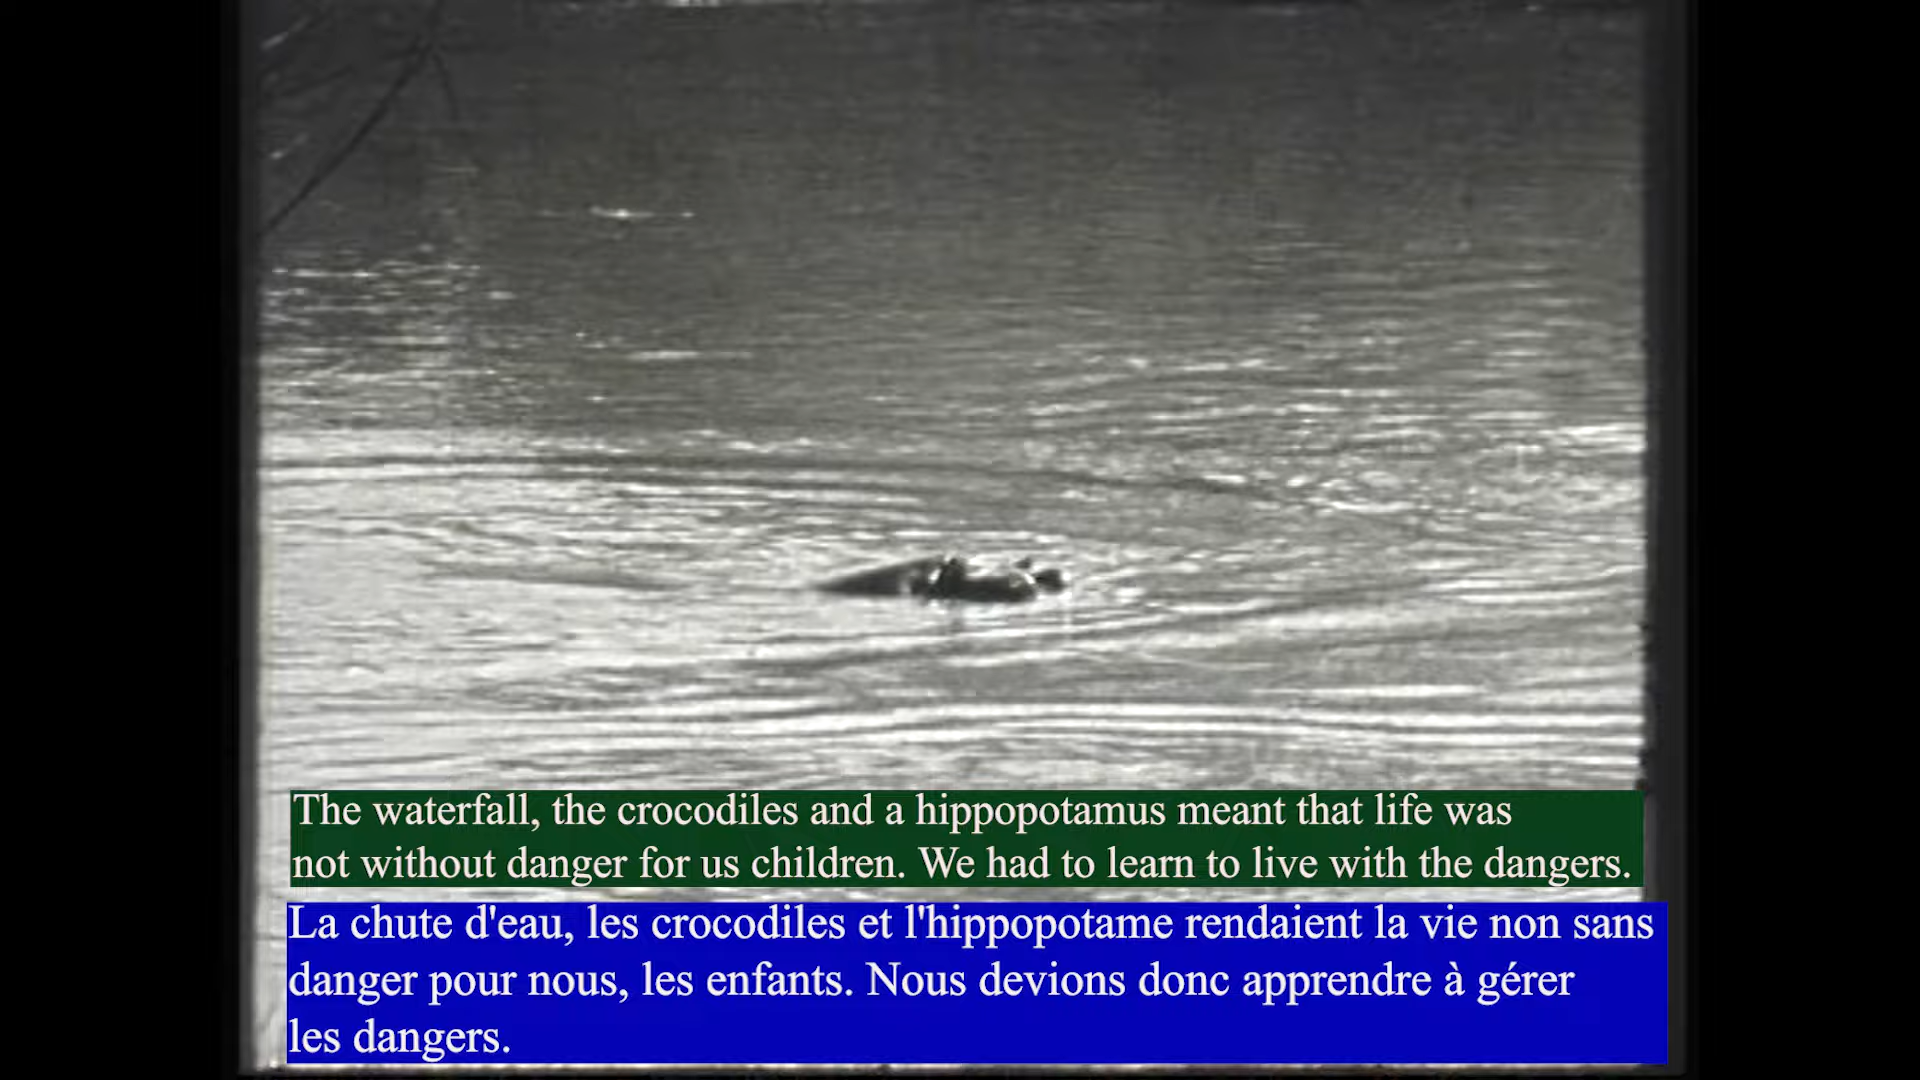 The waterfall, the crocodiles and a hippopotamus meant that life was
not without danger for us children. We had to learn to live with the dangers.
La chute d'eau, les crocodiles et l'hippopotame rendaient la vie non sans
danger pour nous, les enfants. Nous devions donc apprendre à gérer
les dangers.